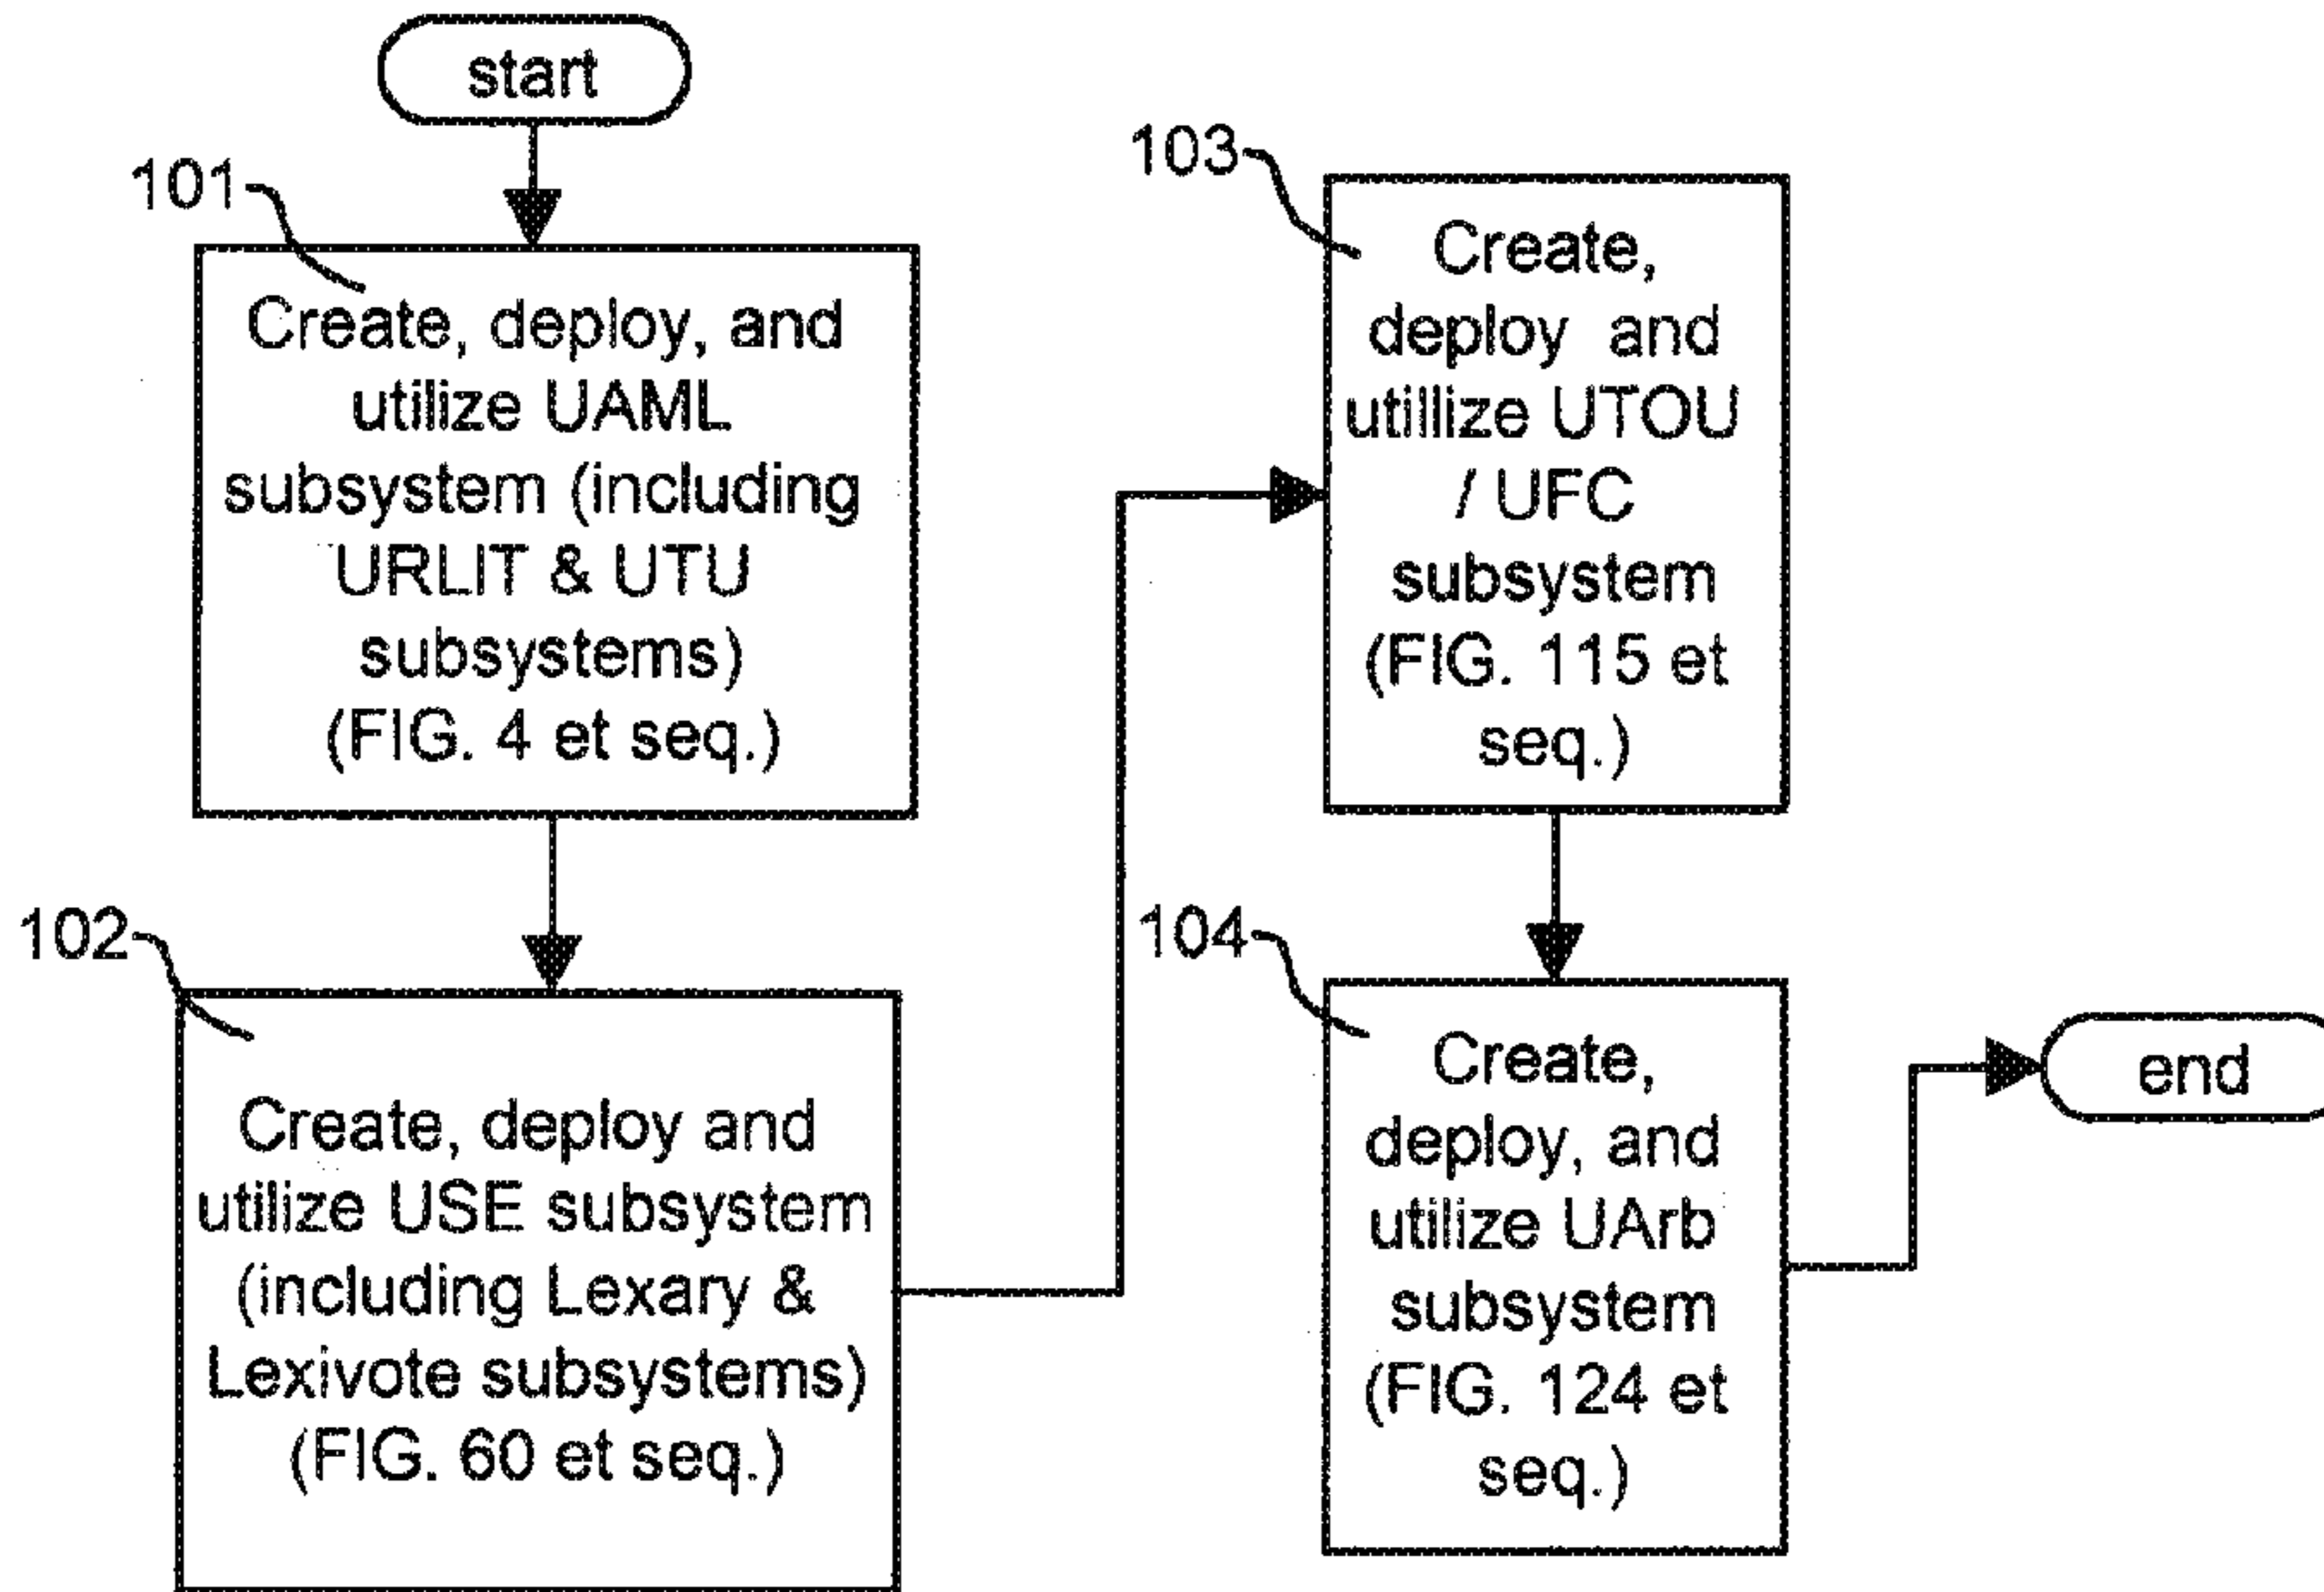 start
101
Create, deploy, and
utilize UAML
subsystem (including
URLIT & UTU
subsystems)
(FIG. 4 et seq.)
102
Create, deploy and
utilize USE subsystem
(including Lexary &
Lexivote subsystems)
(FIG. 60 et seq.)
103
Create,
deploy and
utillize UTOU
/ UFC
subsystem
(FIG. 115 et
seq.)
104
Create,
deploy, and
utilize UArb
subsystem
(FIG. 124 et
seq.)
end